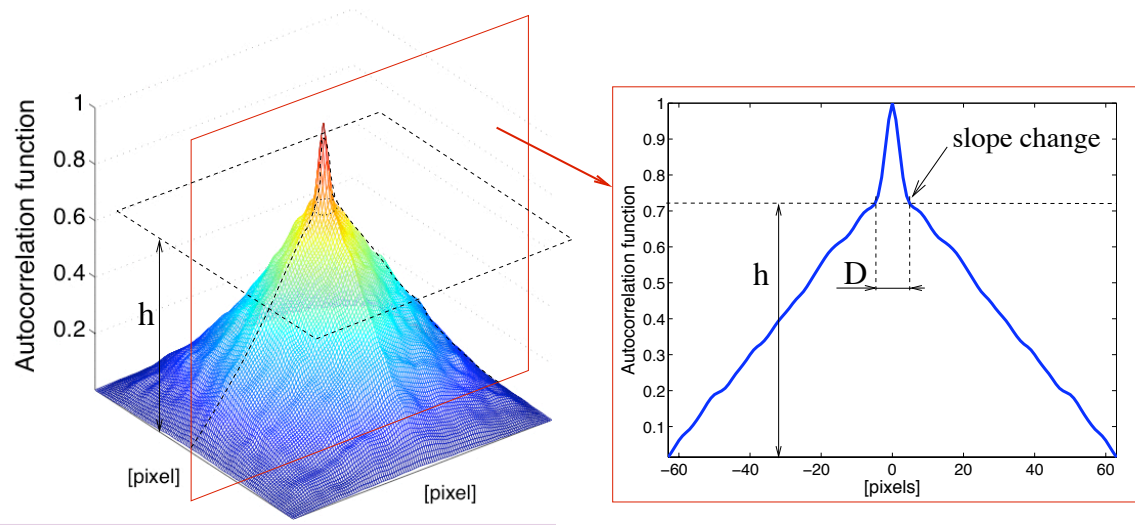 Autocorrelation function
1
0.8
0.6
0.4
0.2
h
[pixel]
[pixel]
Autocorrelation function
1
0.9
0.8
0.7
0.6
0.5
0.4
0.3
0.2
0.1
slope change
h
D
−60
−40
−20
0
20
40
60
[pixels]